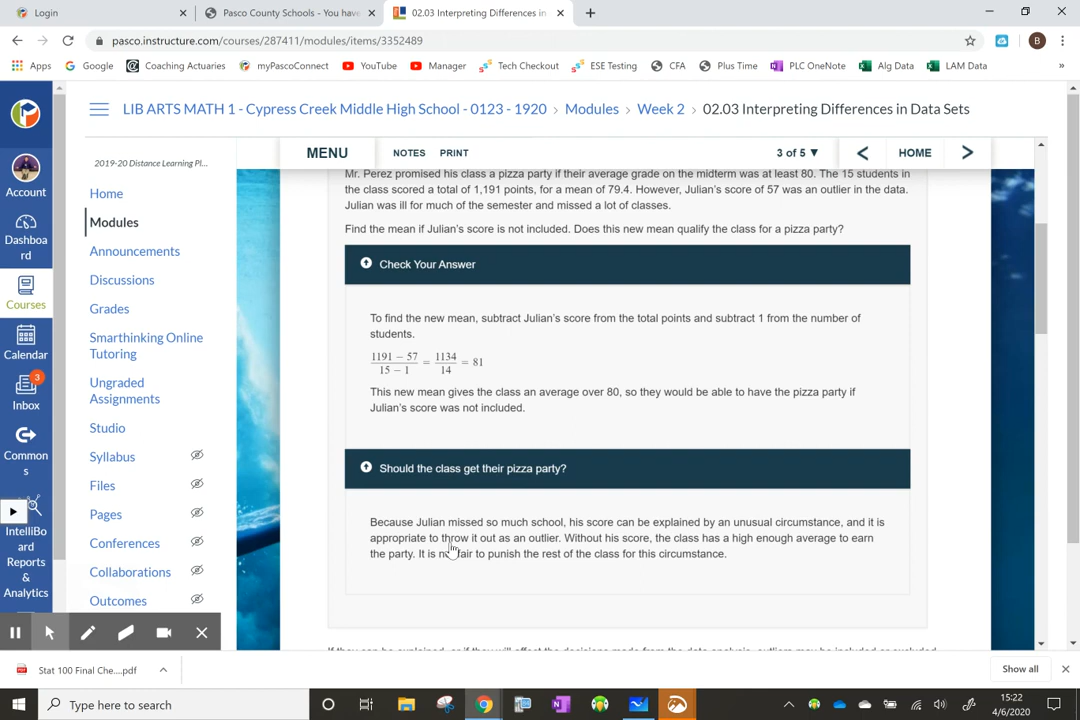 Login
Pasco County Schools - You have
02.03 Interpreting Differences in
pasco.instructure.com/courses/287411/modules/items/3352489
B
Apps
Google
Coaching Actuaries
myPascoConnect
YouTube
Manager
Tech Checkout
ESE Testing
CFA
Plus Time
PLC OneNote
Alg Data
LAM Data
»
LIB ARTS MATH 1 - Cypress Creek Middle High School - 0123 - 1920 › Modules › Week 2 › 02.03 Interpreting Differences in Data Sets
Account
Dashboa
rd
Courses
Calendar
3
Inbox
Common
s
IntelliBo
ard
Reports
&
Analytics
2019-20 Distance Learning Pl...
Home
Modules
Announcements
Discussions
Grades
Smarthinking Online
Tutoring
Ungraded
Assignments
Studio
Syllabus
Files
Pages
Conferences
Collaborations
Outcomes
MENU
NOTES
PRINT
3 of 5 ▼
HOME
Mr. Perez promised his class a pizza party if their average grade on the midterm was at least 80. The 15 students in
the class scored a total of 1,191 points, for a mean of 79.4. However, Julian's score of 57 was an outlier in the data.
Julian was ill for much of the semester and missed a lot of classes.
Find the mean if Julian's score is not included. Does this new mean qualify the class for a pizza party?
Check Your Answer
To find the new mean, subtract Julian's score from the total points and subtract 1 from the number of
students.
1191 − 57 / 15 − 1 = 1134 / 14 = 81
This new mean gives the class an average over 80, so they would be able to have the pizza party if
Julian's score was not included.
Should the class get their pizza party?
Because Julian missed so much school, his score can be explained by an unusual circumstance, and it is
appropriate to throw it out as an outlier. Without his score, the class has a high enough average to earn
the party. It is not fair to punish the rest of the class for this circumstance.
Stat 100 Final Che....pdf
Show all
Type here to search
15:22
4/6/2020